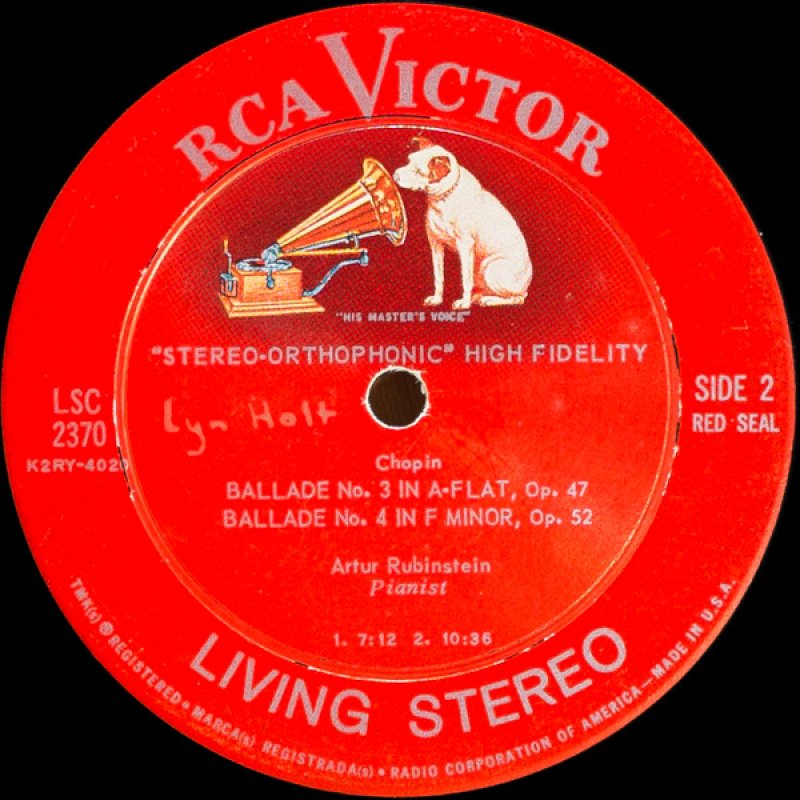 RCA VICTOR
"HIS MASTER'S VOICE"
"STEREO-ORTHOPHONIC" HIGH FIDELITY
LSC
2370
K2RY-4020
Lyn Holt
SIDE 2
RED SEAL
Chopin
BALLADE No. 3 IN A-FLAT, Op. 47
BALLADE No. 4 IN F MINOR, Op. 52
Artur Rubinstein
Pianist
1. 7:12 2. 10:36
LIVING STEREO
TMK(s) ® REGISTERED • MARCA(s) REGISTRADA(s) • RADIO CORPORATION OF AMERICA—MADE IN U.S.A.